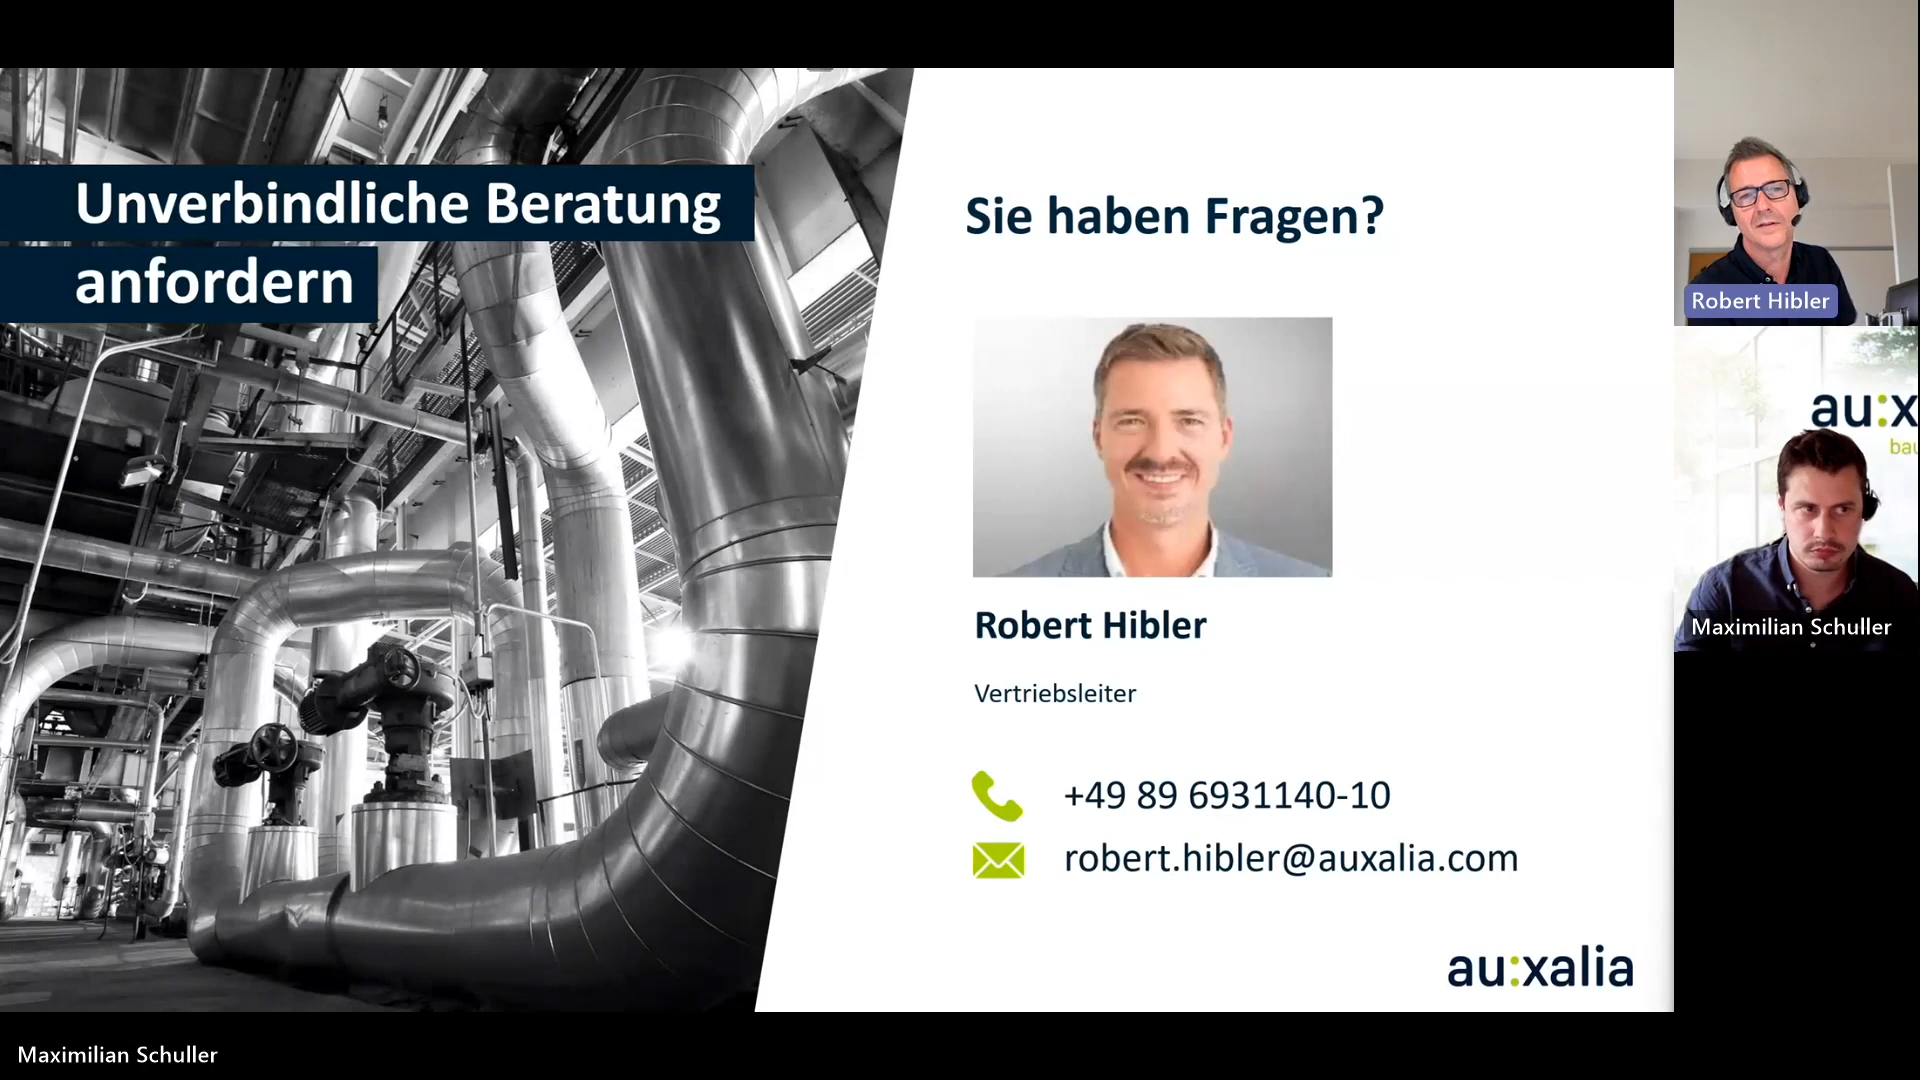 Unverbindliche Beratung
anfordern
Sie haben Fragen?
Robert Hibler
Vertriebsleiter
+49 89 6931140-10
robert.hibler@auxalia.com
au:xalia
Robert Hibler
au:x
bau
Maximilian Schuller
Maximilian Schuller